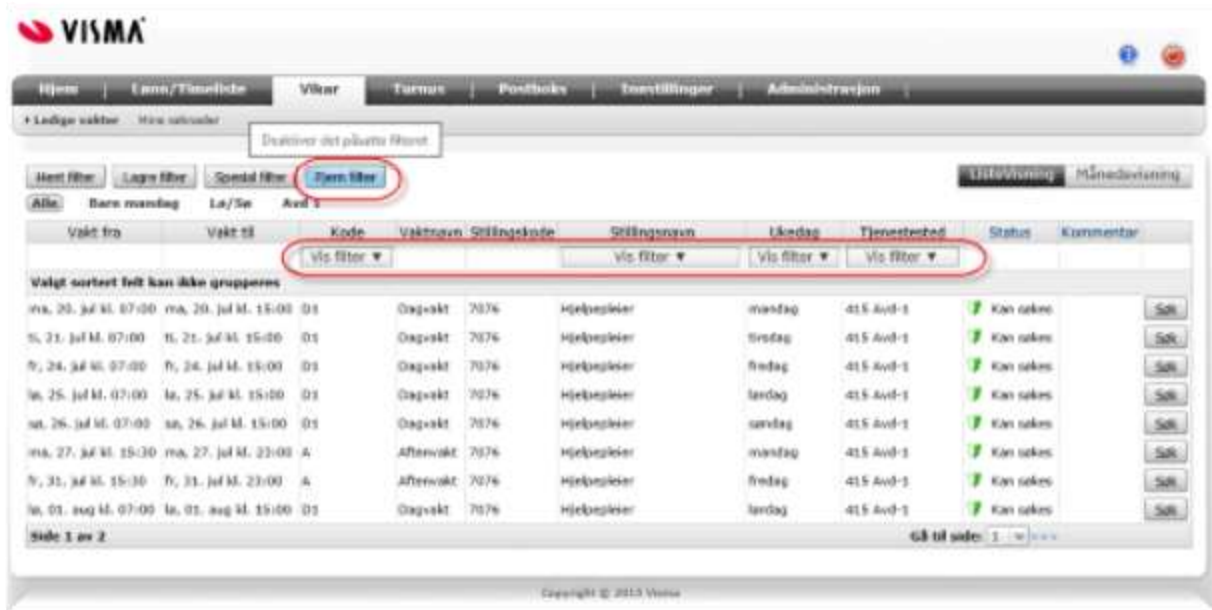 VISMA
Hjem Lønn/Timeliste Vikar Turnus Postboks Innstillinger Administrasjon
Ledige vakter Mine søknader
Deaktiver det påsatte filteret
Hent filter Lagre filter Spesial filter Fjern filter ListeVisning Månedsvisning
Alle Bare mandag Lø/Sø Avd 1
Vakt fra Vakt til Kode Vaktnavn Stillingskode Stillingsnavn Ukedag Tjenestested Status Kommentar
Vis filter ▼ Vis filter ▼ Vis filter ▼ Vis filter ▼
Valgt sortert felt kan ikke grupperes
ma, 20. jul kl. 07:00 ma, 20. jul kl. 15:00 D1 Dagvakt 7076 Hjelpepleier mandag 415 Avd-1 Kan søkes Søk
ti, 21. jul kl. 07:00 ti, 21. jul kl. 15:00 D1 Dagvakt 7076 Hjelpepleier tirsdag 415 Avd-1 Kan søkes Søk
fr, 24. jul kl. 07:00 fr, 24. jul kl. 15:00 D1 Dagvakt 7076 Hjelpepleier fredag 415 Avd-1 Kan søkes Søk
lø, 25. jul kl. 07:00 lø, 25. jul kl. 15:00 D1 Dagvakt 7076 Hjelpepleier lørdag 415 Avd-1 Kan søkes Søk
sø, 26. jul kl. 07:00 sø, 26. jul kl. 15:00 D1 Dagvakt 7076 Hjelpepleier søndag 415 Avd-1 Kan søkes Søk
ma, 27. jul kl. 15:30 ma, 27. jul kl. 23:00 A Aftenvakt 7076 Hjelpepleier mandag 415 Avd-1 Kan søkes Søk
fr, 31. jul kl. 15:30 fr, 31. jul kl. 23:00 A Aftenvakt 7076 Hjelpepleier fredag 415 Avd-1 Kan søkes Søk
lø, 01. aug kl. 07:00 lø, 01. aug kl. 15:00 D1 Dagvakt 7076 Hjelpepleier lørdag 415 Avd-1 Kan søkes Søk
Side 1 av 2 Gå til side: 1
Copyright © Visma